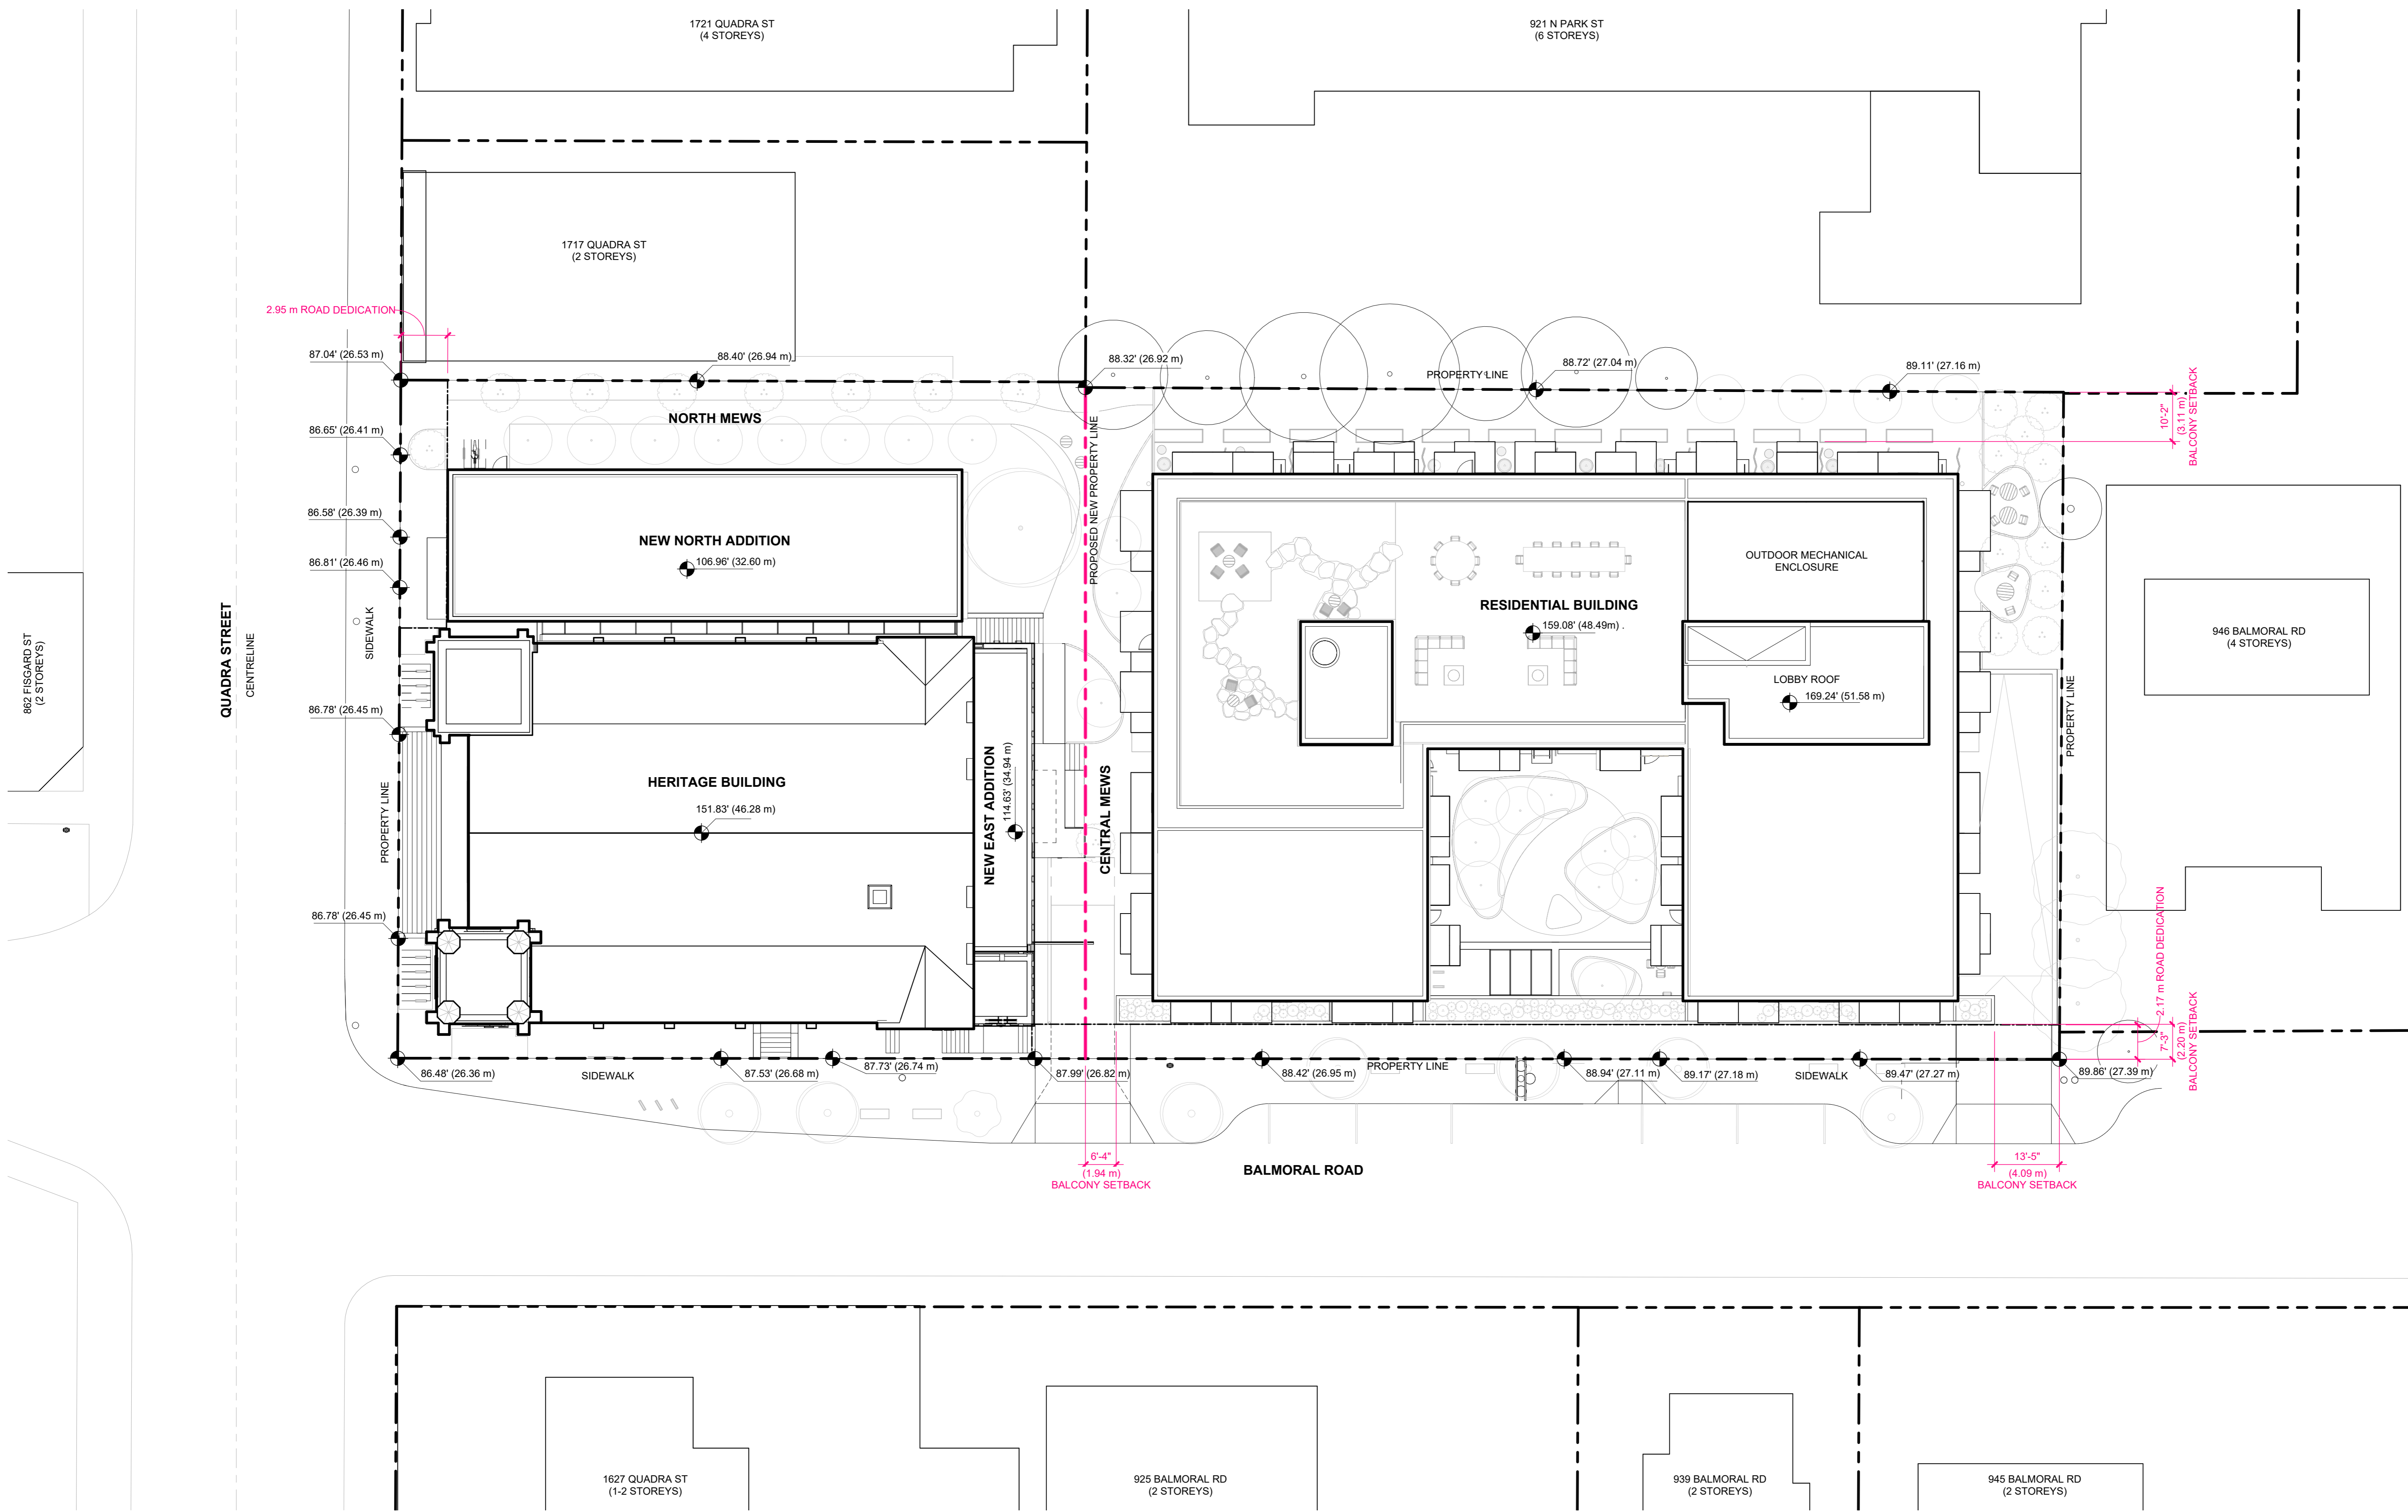 1721 QUADRA ST
(4 STOREYS)
921 N PARK ST
(6 STOREYS)
1717 QUADRA ST
(2 STOREYS)
2.95 m ROAD DEDICATION
87.04' (26.53 m)
88.40' (26.94 m)
88.32' (26.92 m)
88.72' (27.04 m)
89.11' (27.16 m)
PROPERTY LINE
10'-2"
(3.11 m)
BALCONY SETBACK
NORTH MEWS
86.65' (26.41 m)
PROPOSED NEW PROPERTY LINE
86.58' (26.39 m)
NEW NORTH ADDITION
106.96' (32.60 m)
86.81' (26.46 m)
OUTDOOR MECHANICAL
ENCLOSURE
RESIDENTIAL BUILDING
159.08' (48.49m) .
862 FISGARD ST
(2 STOREYS)
QUADRA STREET
CENTRELINE
SIDEWALK
946 BALMORAL RD
(4 STOREYS)
LOBBY ROOF
169.24' (51.58 m)
PROPERTY LINE
86.78' (26.45 m)
HERITAGE BUILDING
151.83' (46.28 m)
NEW EAST ADDITION
114.63' (34.94 m)
CENTRAL MEWS
PROPERTY LINE
86.78' (26.45 m)
2.17 m ROAD DEDICATION
7'-3"
(2.20 m)
BALCONY SETBACK
86.48' (26.36 m)
SIDEWALK
87.53' (26.68 m)
87.73' (26.74 m)
87.99' (26.82 m)
88.42' (26.95 m)
PROPERTY LINE
88.94' (27.11 m)
89.17' (27.18 m)
SIDEWALK
89.47' (27.27 m)
89.86' (27.39 m)
6'-4"
(1.94 m)
BALCONY SETBACK
BALMORAL ROAD
13'-5"
(4.09 m)
BALCONY SETBACK
1627 QUADRA ST
(1-2 STOREYS)
925 BALMORAL RD
(2 STOREYS)
939 BALMORAL RD
(2 STOREYS)
945 BALMORAL RD
(2 STOREYS)